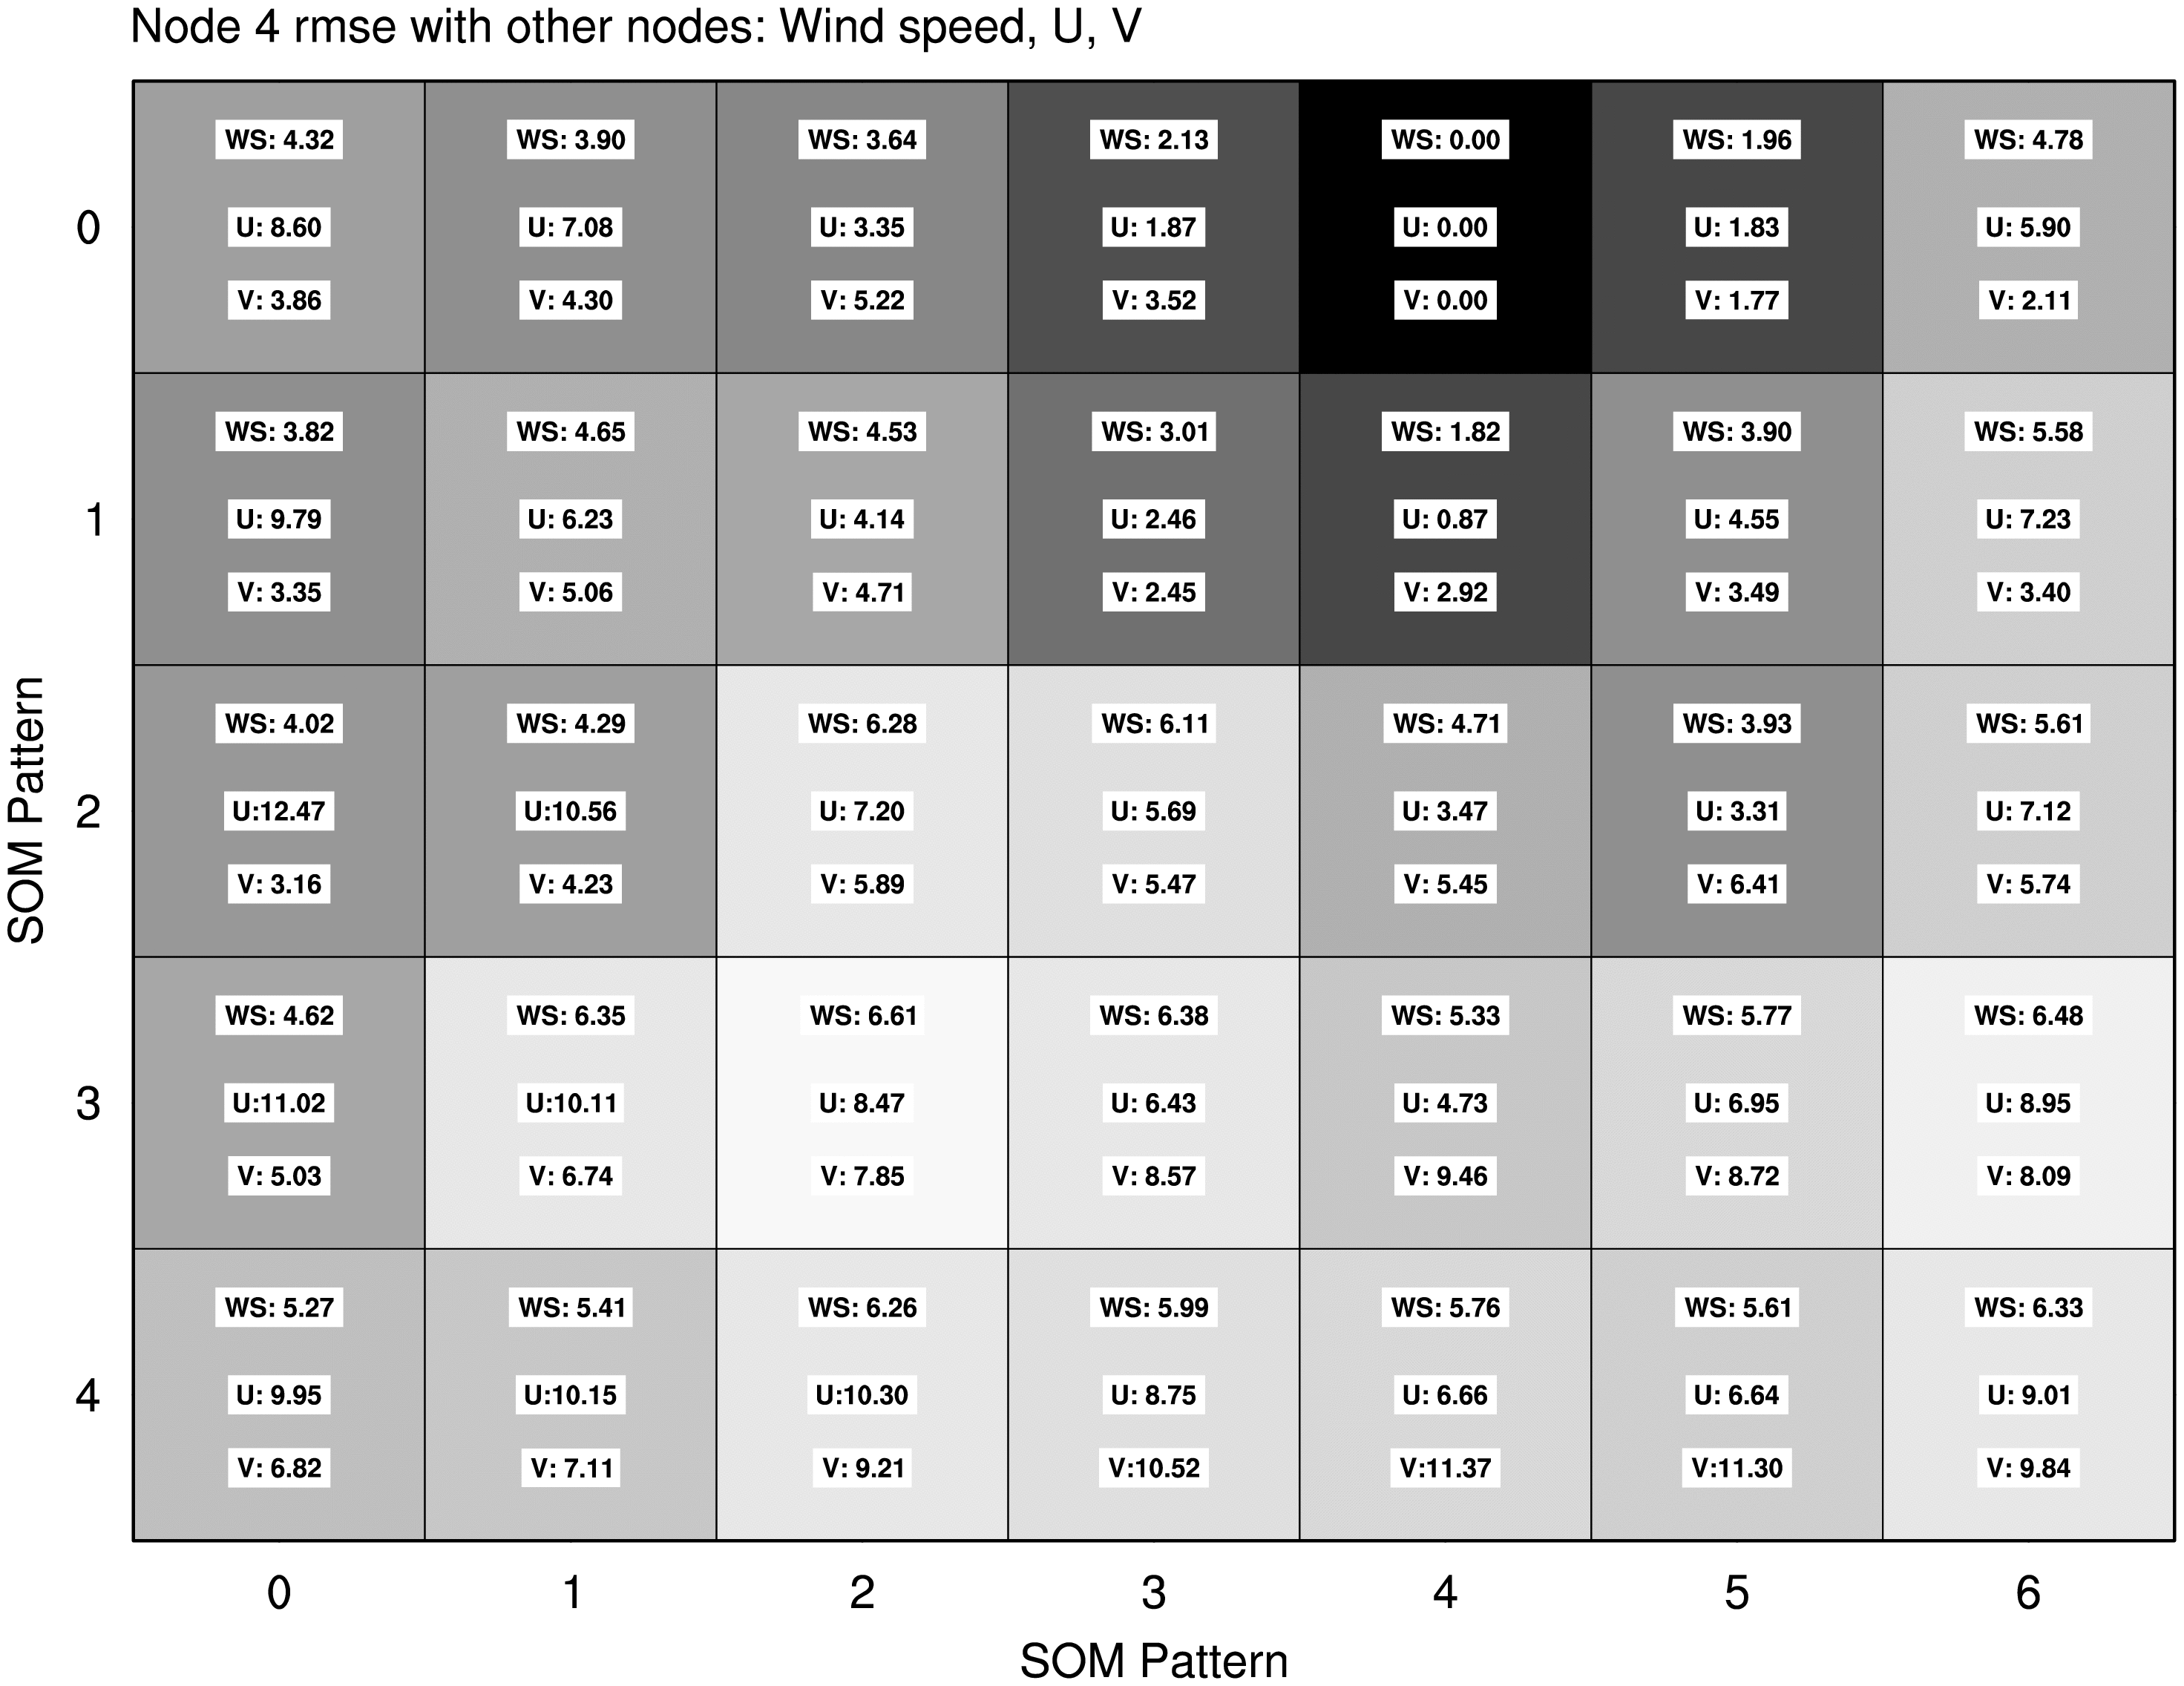 Node 4 rmse with other nodes: Wind speed, U, V
WS: 4.32 WS: 3.90 WS: 3.64 WS: 2.13 WS: 0.00 WS: 1.96 WS: 4.78
0 U: 8.60 U: 7.08 U: 3.35 U: 1.87 U: 0.00 U: 1.83 U: 5.90
V: 3.86 V: 4.30 V: 5.22 V: 3.52 V: 0.00 V: 1.77 V: 2.11
WS: 3.82 WS: 4.65 WS: 4.53 WS: 3.01 WS: 1.82 WS: 3.90 WS: 5.58
1 U: 9.79 U: 6.23 U: 4.14 U: 2.46 U: 0.87 U: 4.55 U: 7.23
V: 3.35 V: 5.06 V: 4.71 V: 2.45 V: 2.92 V: 3.49 V: 3.40
SOM Pattern
WS: 4.02 WS: 4.29 WS: 6.28 WS: 6.11 WS: 4.71 WS: 3.93 WS: 5.61
2 U:12.47 U:10.56 U: 7.20 U: 5.69 U: 3.47 U: 3.31 U: 7.12
V: 3.16 V: 4.23 V: 5.89 V: 5.47 V: 5.45 V: 6.41 V: 5.74
WS: 4.62 WS: 6.35 WS: 6.61 WS: 6.38 WS: 5.33 WS: 5.77 WS: 6.48
3 U:11.02 U:10.11 U: 8.47 U: 6.43 U: 4.73 U: 6.95 U: 8.95
V: 5.03 V: 6.74 V: 7.85 V: 8.57 V: 9.46 V: 8.72 V: 8.09
WS: 5.27 WS: 5.41 WS: 6.26 WS: 5.99 WS: 5.76 WS: 5.61 WS: 6.33
4 U: 9.95 U:10.15 U:10.30 U: 8.75 U: 6.66 U: 6.64 U: 9.01
V: 6.82 V: 7.11 V: 9.21 V:10.52 V:11.37 V:11.30 V: 9.84
0 1 2 3 4 5 6
SOM Pattern